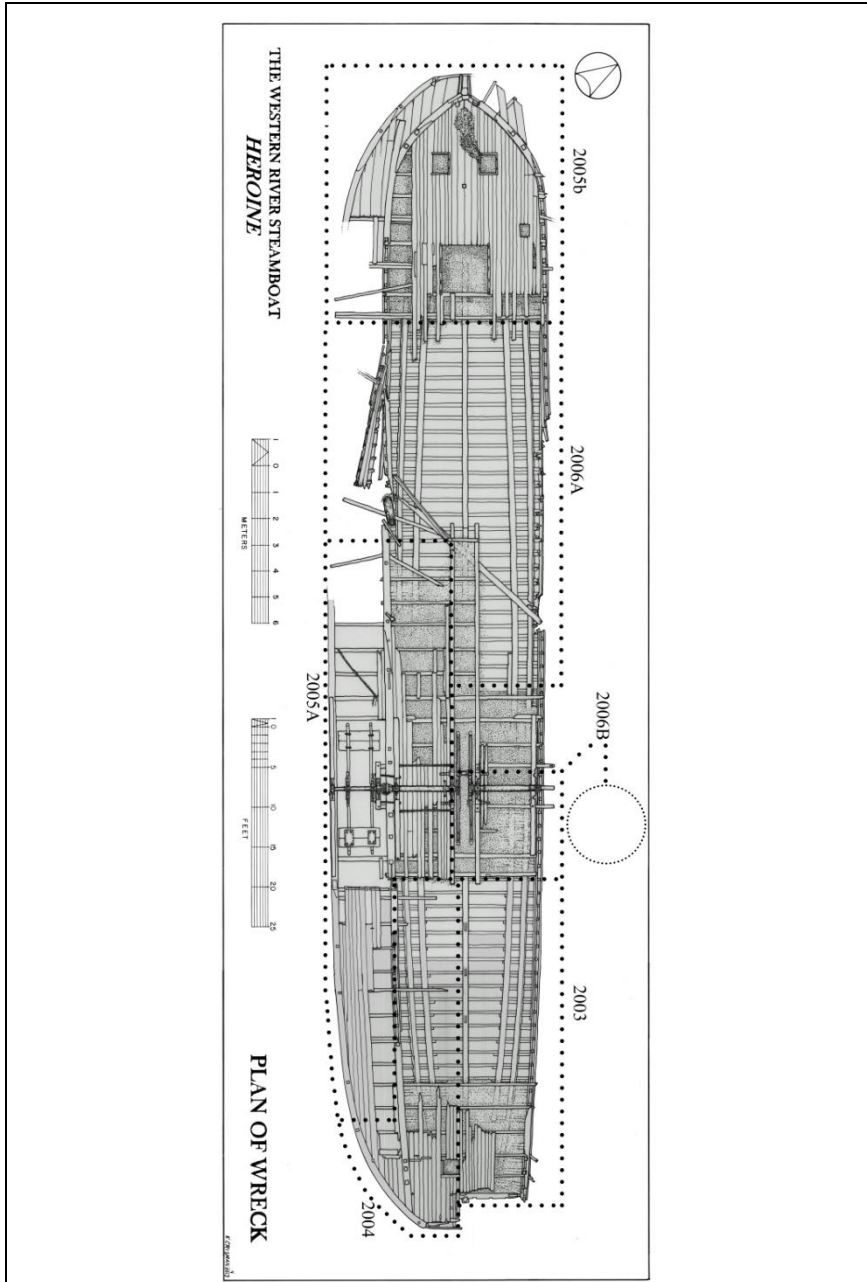 THE WESTERN RIVER STEAMBOAT
HEROINE
2005b
2006A
2006B
2005A
2003
2004
1 0 1 2 3 4 5 6
METERS
1 0 5 10 15 20 25
FEET
PLAN OF WRECK